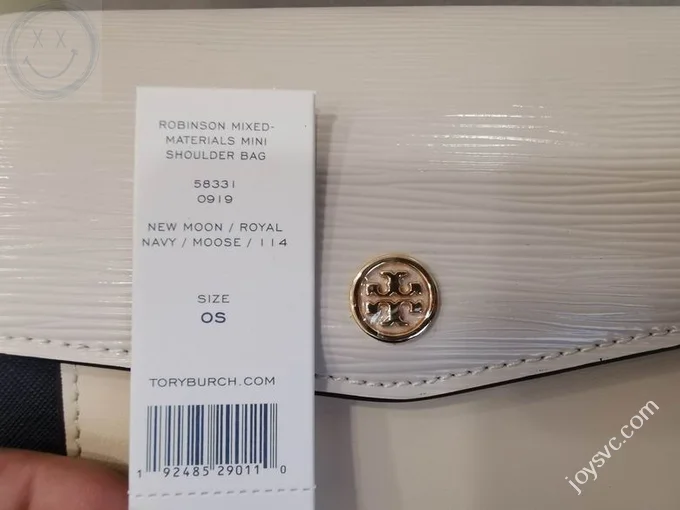 ROBINSON MIXED-
MATERIALS MINI
SHOULDER BAG
58331
0919
NEW MOON / ROYAL
NAVY / MOOSE / 114
SIZE
OS
TORYBURCH.COM
1 92485 29011 0
joysvc.com